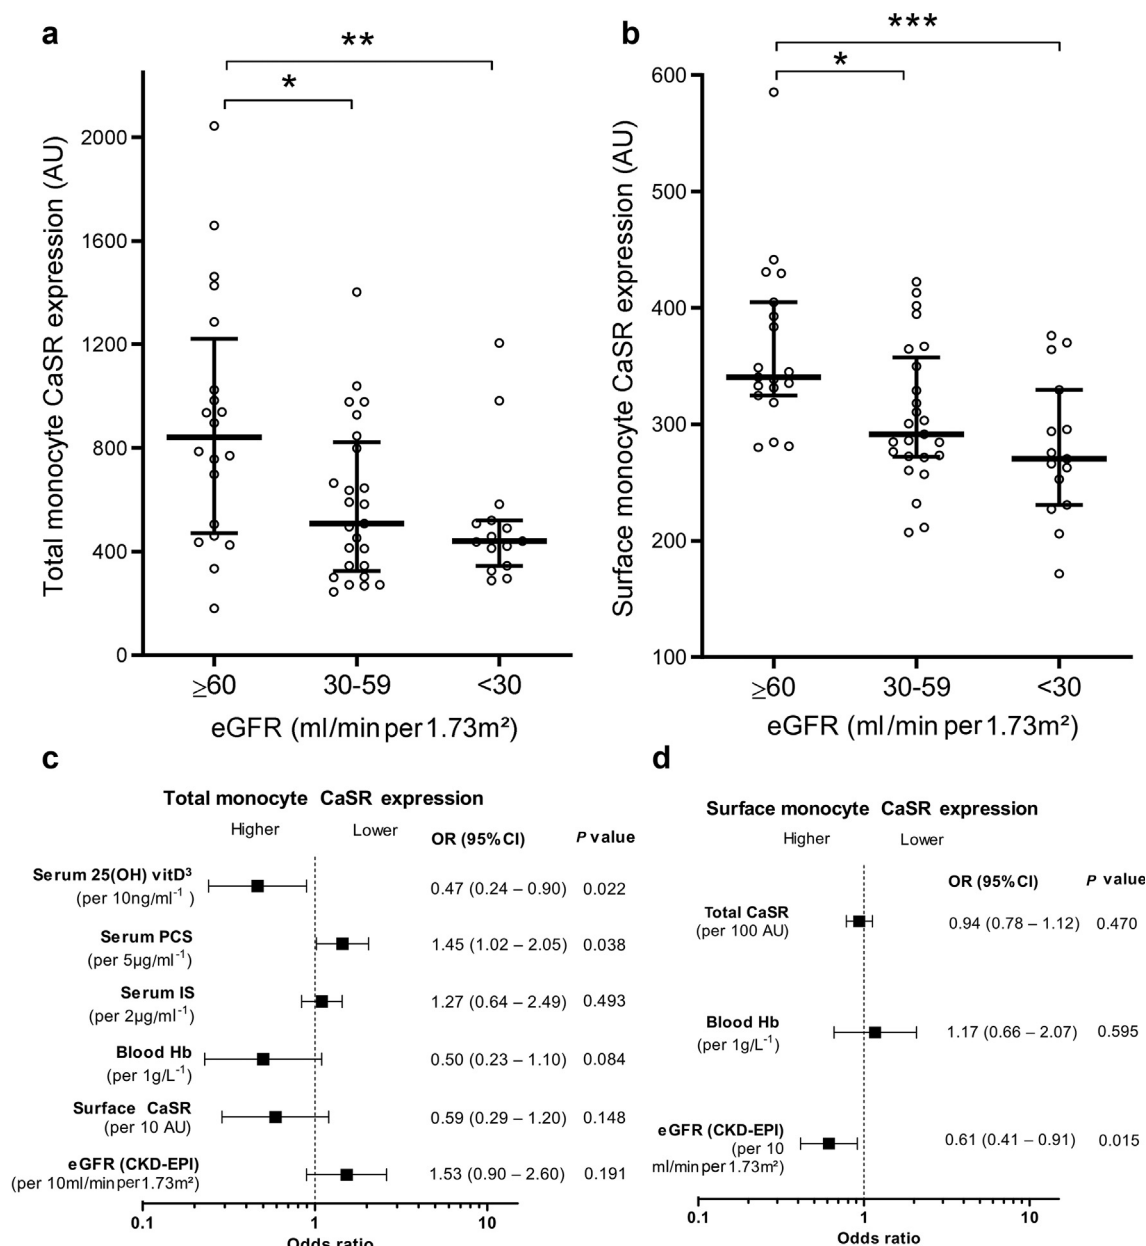 a
**
*
Total monocyte CaSR expression (AU)
2000
1600
1200
800
400
0
≥60
30-59
<30
eGFR (ml/min per 1.73m²)
b
***
*
Surface monocyte CaSR expression (AU)
600
500
400
300
200
100
≥60
30-59
<30
eGFR (ml/min per 1.73m²)
c
Total monocyte CaSR expression
Higher
Lower
OR (95%CI)
P value
Serum 25(OH) vitD³
(per 10ng/ml⁻¹)
0.47 (0.24 – 0.90) 0.022
Serum PCS
(per 5µg/ml⁻¹)
1.45 (1.02 – 2.05) 0.038
Serum IS
(per 2µg/ml⁻¹)
1.27 (0.64 – 2.49) 0.493
Blood Hb
(per 1g/L⁻¹)
0.50 (0.23 – 1.10) 0.084
Surface CaSR
(per 10 AU)
0.59 (0.29 – 1.20) 0.148
eGFR (CKD-EPI)
(per 10ml/min per 1.73m²)
1.53 (0.90 – 2.60) 0.191
0.1
1
10
Odds ratio
d
Surface monocyte CaSR expression
Higher
Lower
OR (95%CI)
P value
Total CaSR
(per 100 AU)
0.94 (0.78 – 1.12) 0.470
Blood Hb
(per 1g/L⁻¹)
1.17 (0.66 – 2.07) 0.595
eGFR (CKD-EPI)
(per 10
ml/min per 1.73m²)
0.61 (0.41 – 0.91) 0.015
0.1
1
10
Odds ratio